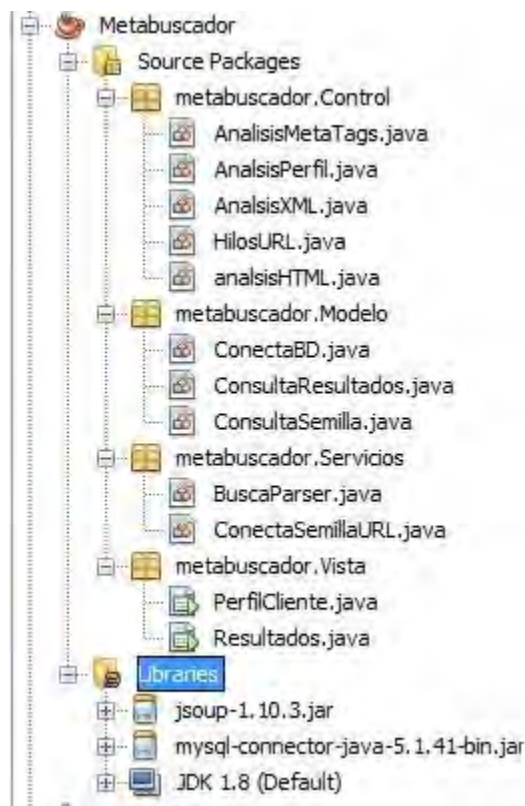 Metabuscador
Source Packages
metabuscador.Control
AnalisisMetaTags.java
AnalsisPerfil.java
AnalsisXML.java
HilosURL.java
analsisHTML.java
metabuscador.Modelo
ConectaBD.java
ConsultaResultados.java
ConsultaSemilla.java
metabuscador.Servicios
BuscaParser.java
ConectaSemillaURL.java
metabuscador.Vista
PerfilCliente.java
Resultados.java
Libraries
jsoup-1.10.3.jar
mysql-connector-java-5.1.41-bin.jar
JDK 1.8 (Default)